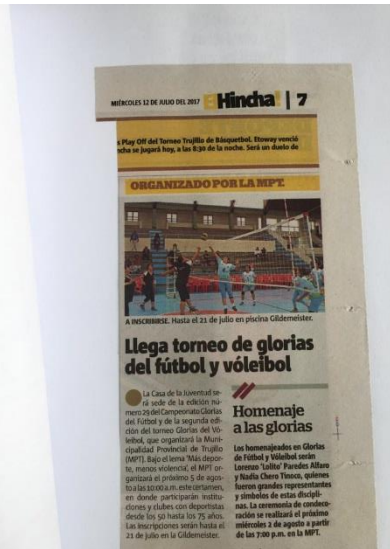 MIÉRCOLES 12 DE JULIO DEL 2017 El Hincha! | 7
s Play Off del Torneo Trujillo de Básquetbol. Etoway venció
ncha se jugará hoy, a las 8:30 de la noche. Será un duelo de
ORGANIZADO POR LA MPT.
A INSCRIBIRSE. Hasta el 21 de julio en piscina Gildemeister.
Llega torneo de glorias
del fútbol y vóleibol
La Casa de la Juventud se-
rá sede de la edición nú-
mero 29 del Campeonato Glorias
del Fútbol y de la segunda edi-
ción del torneo Glorias del Vó-
leibol, que organizará la Muni-
cipalidad Provincial de Trujillo
(MPT). Bajo el lema 'Más depor-
te, menos violencia', el MPT or-
ganizará el próximo 5 de agos-
to a las 10:00 a.m. este certamen,
en donde participarán institu-
ciones y clubes con deportistas
desde los 50 hasta los 75 años.
Las inscripciones serán hasta el
21 de julio en la Gildemeister.
Homenaje
a las glorias
Los homenajeados en Glorias
de Fútbol y Vóleibol serán
Lorenzo 'Lolito' Paredes Alfaro
y Nadia Chero Tinoco, quienes
fueron grandes representantes
y símbolos de estas discipli-
nas. La ceremonia de condeco-
ración se realizará el próximo
miércoles 2 de agosto a partir
de las 7:00 p.m. en la MPT.